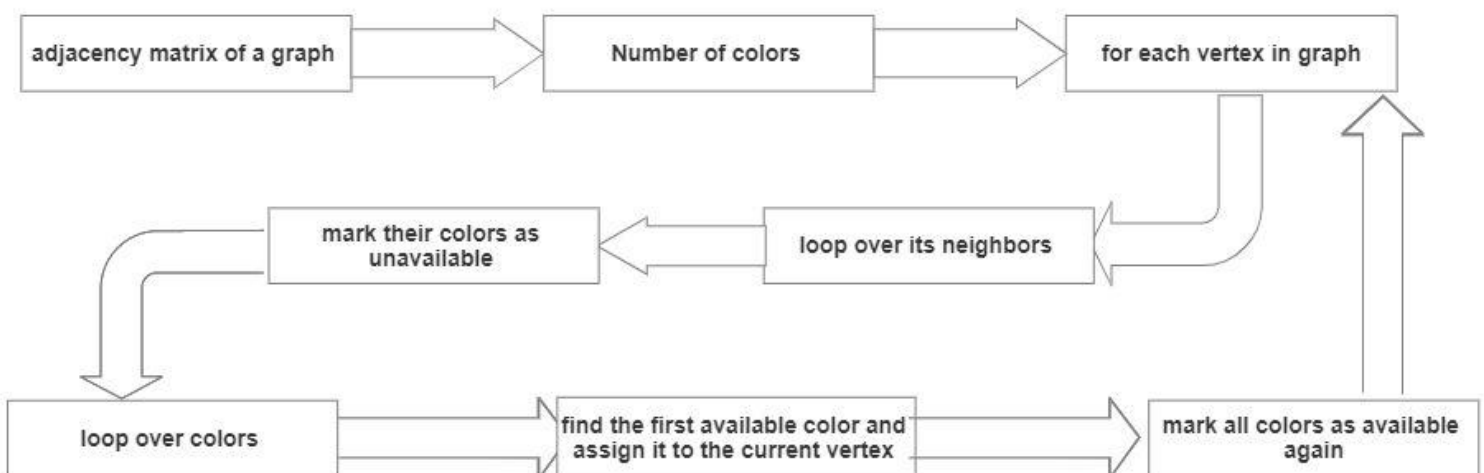 adjacency matrix of a graph
Number of colors
for each vertex in graph
loop over its neighbors
mark their colors as
unavailable
loop over colors
find the first available color and
assign it to the current vertex
mark all colors as available
again